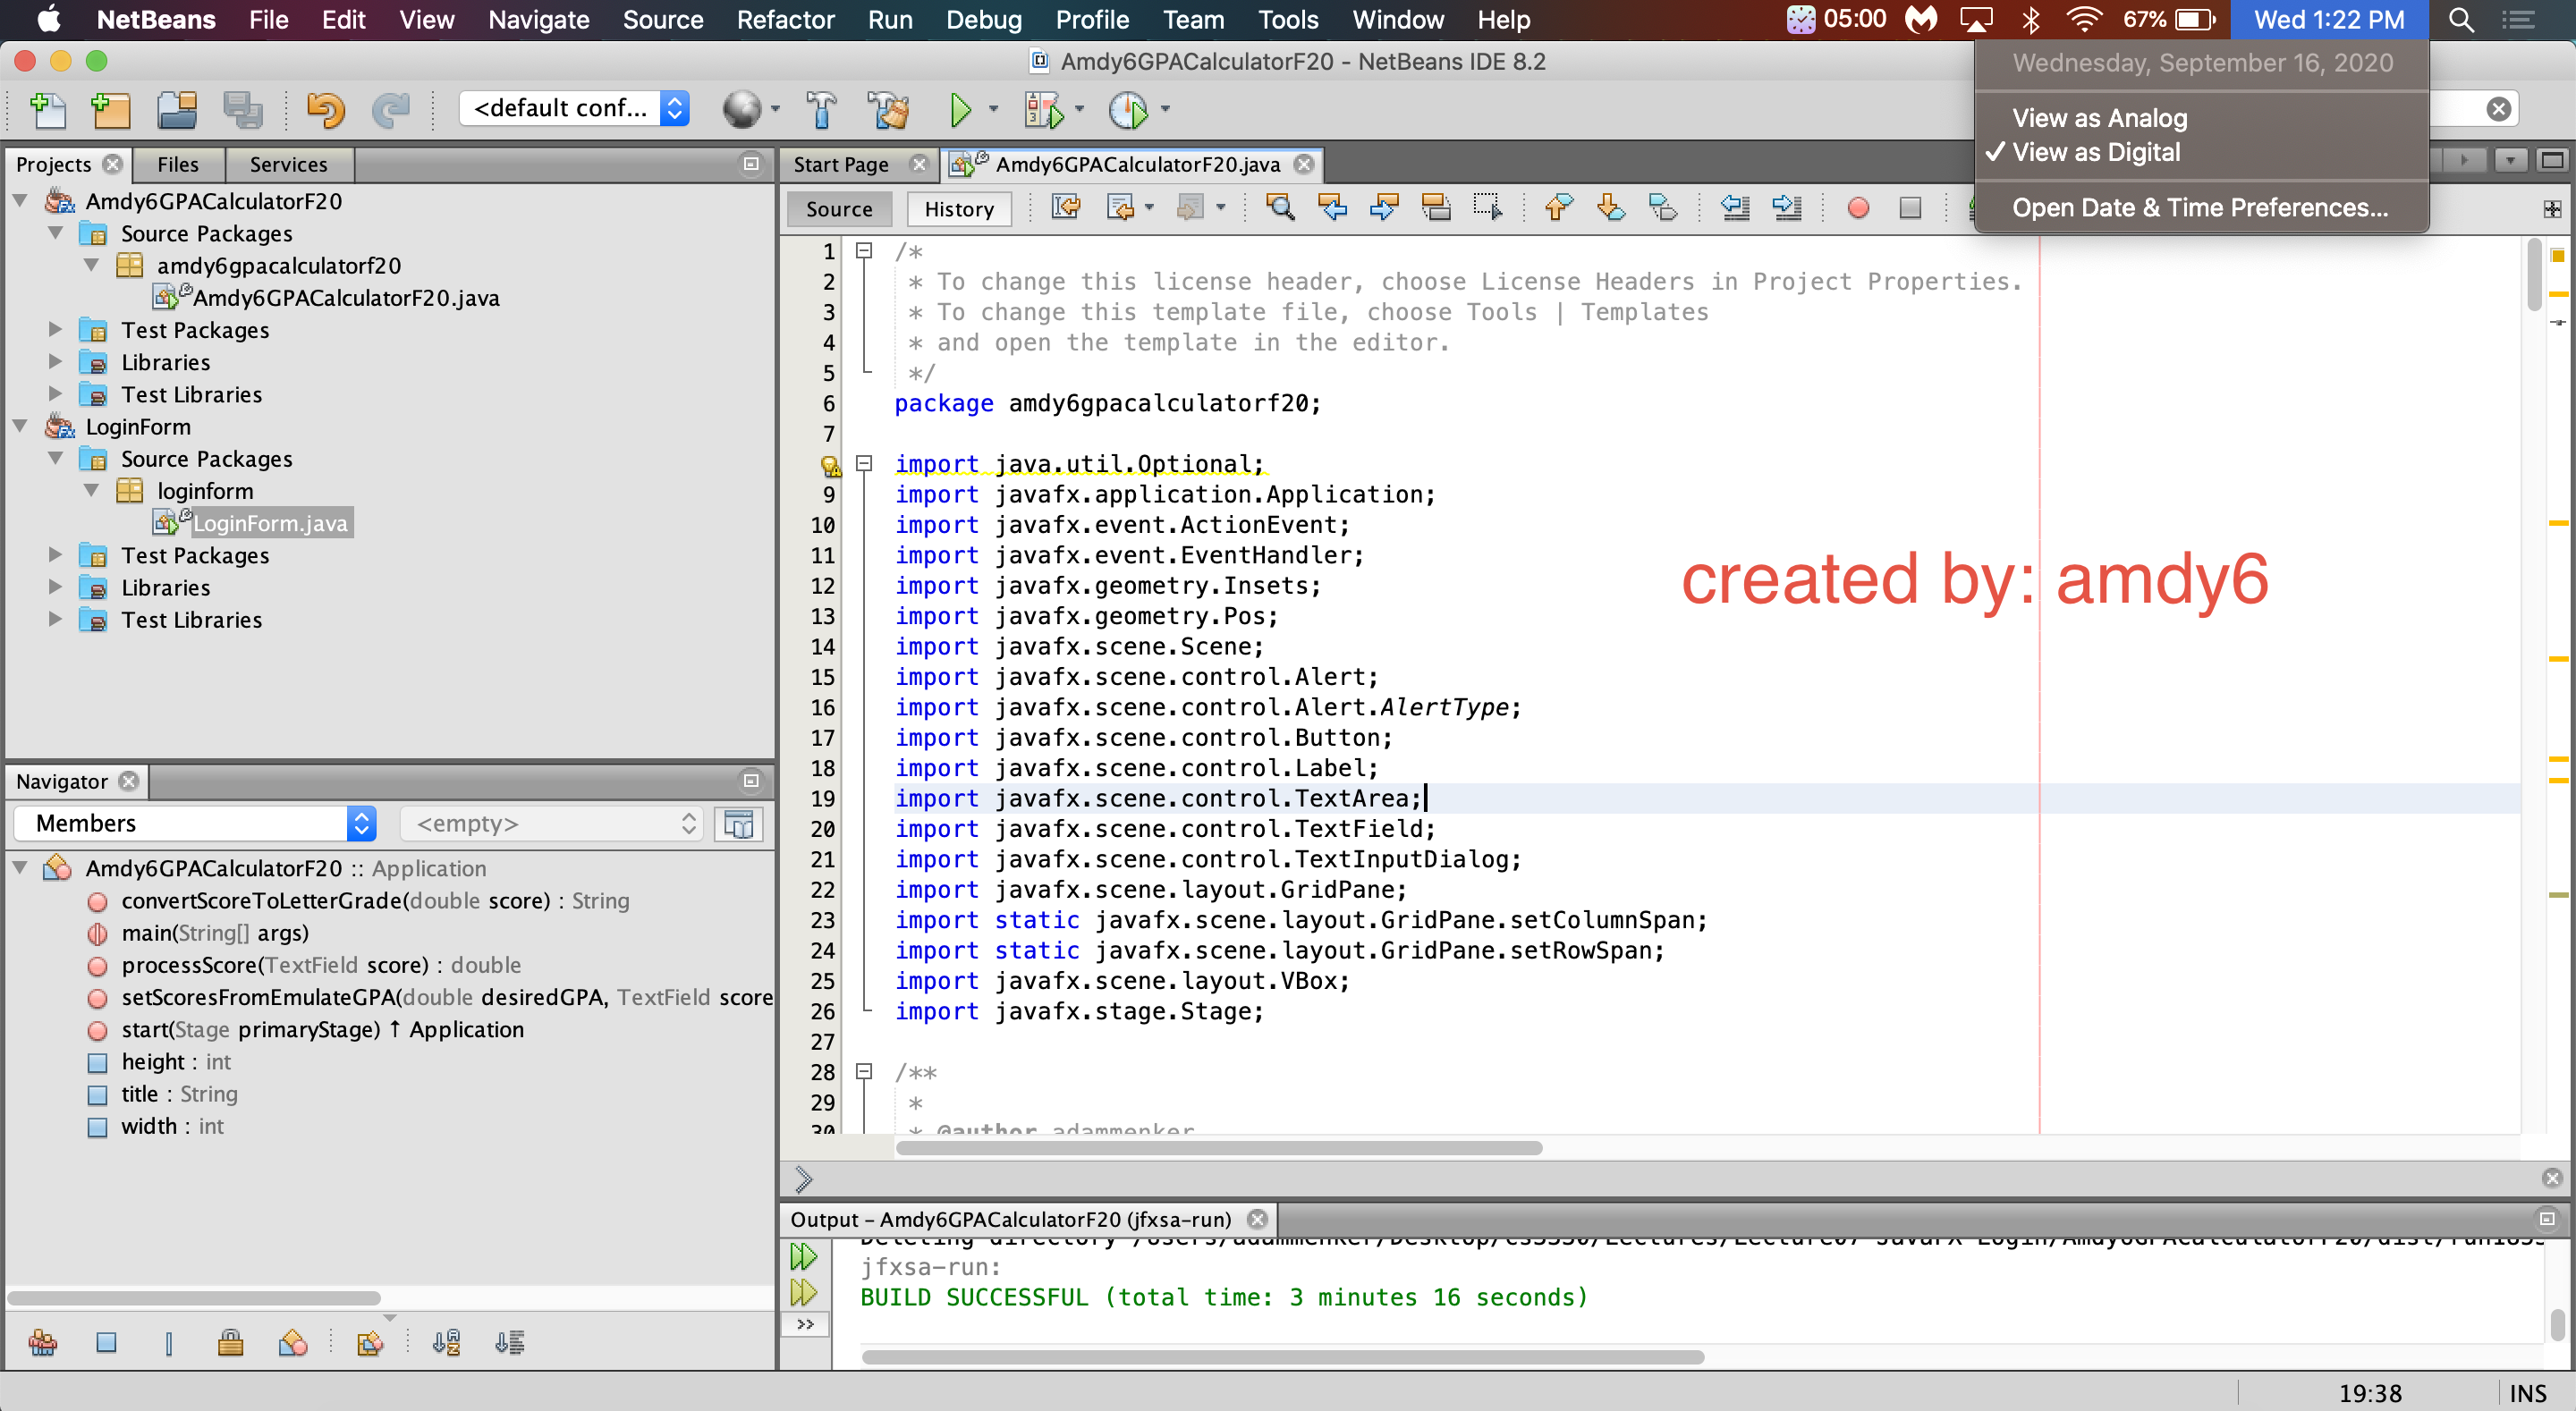 NetBeans File Edit View Navigate Source Refactor Run Debug Profile Team Tools Window Help 05:00 67% Wed 1:22 PM
Amdy6GPACalculatorF20 - NetBeans IDE 8.2
Wednesday, September 16, 2020
View as Analog
✓ View as Digital
Open Date & Time Preferences...
<default conf...
Projects Files Services
Amdy6GPACalculatorF20
Source Packages
amdy6gpacalculatorf20
Amdy6GPACalculatorF20.java
Test Packages
Libraries
Test Libraries
LoginForm
Source Packages
loginform
LoginForm.java
Test Packages
Libraries
Test Libraries
Navigator
Members <empty>
Amdy6GPACalculatorF20 :: Application
convertScoreToLetterGrade(double score) : String
main(String[] args)
processScore(TextField score) : double
setScoresFromEmulateGPA(double desiredGPA, TextField score
start(Stage primaryStage) ↑ Application
height : int
title : String
width : int
Start Page Amdy6GPACalculatorF20.java
Source History
1 /*
2 * To change this license header, choose License Headers in Project Properties.
3 * To change this template file, choose Tools | Templates
4 * and open the template in the editor.
5 */
6 package amdy6gpacalculatorf20;
7
import java.util.Optional;
9 import javafx.application.Application;
10 import javafx.event.ActionEvent;
11 import javafx.event.EventHandler;
12 import javafx.geometry.Insets;
13 import javafx.geometry.Pos;
14 import javafx.scene.Scene;
15 import javafx.scene.control.Alert;
16 import javafx.scene.control.Alert.AlertType;
17 import javafx.scene.control.Button;
18 import javafx.scene.control.Label;
19 import javafx.scene.control.TextArea;
20 import javafx.scene.control.TextField;
21 import javafx.scene.control.TextInputDialog;
22 import javafx.scene.layout.GridPane;
23 import static javafx.scene.layout.GridPane.setColumnSpan;
24 import static javafx.scene.layout.GridPane.setRowSpan;
25 import javafx.scene.layout.VBox;
26 import javafx.stage.Stage;
27
28 /**
29 *
30 * @author adammenker
created by: amdy6
Output – Amdy6GPACalculatorF20 (jfxsa-run)
Deleting directory /Users/adammenker/Desktop/CS3330/Lectures/Lecture07 JavaFX Login/Amdy6GPACalculatorF20/dist/run1855
jfxsa-run:
BUILD SUCCESSFUL (total time: 3 minutes 16 seconds)
19:38 INS